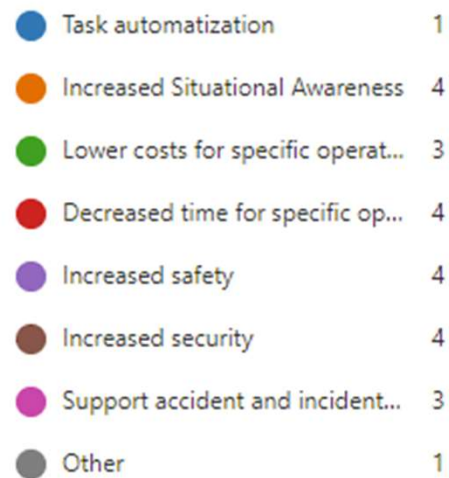 Task automatization 1
Increased Situational Awareness 4
Lower costs for specific operat... 3
Decreased time for specific op... 4
Increased safety 4
Increased security 4
Support accident and incident... 3
Other 1